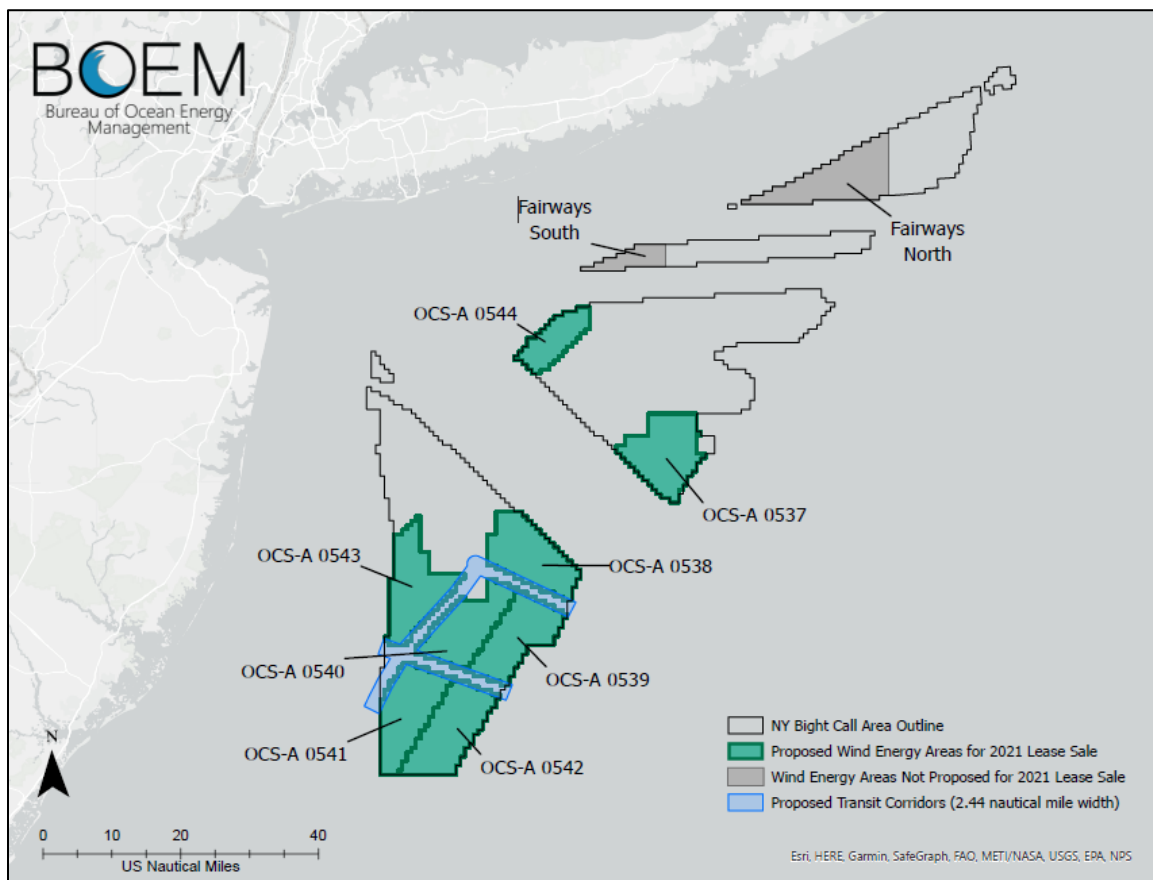 BOEM
Bureau of Ocean Energy
Management
Fairways
South
Fairways
North
OCS-A 0544
OCS-A 0537
OCS-A 0543
OCS-A 0538
OCS-A 0540
OCS-A 0539
OCS-A 0541
OCS-A 0542
N
0 10 20 40
US Nautical Miles
NY Bight Call Area Outline
Proposed Wind Energy Areas for 2021 Lease Sale
Wind Energy Areas Not Proposed for 2021 Lease Sale
Proposed Transit Corridors (2.44 nautical mile width)
Esri, HERE, Garmin, SafeGraph, FAO, METI/NASA, USGS, EPA, NPS